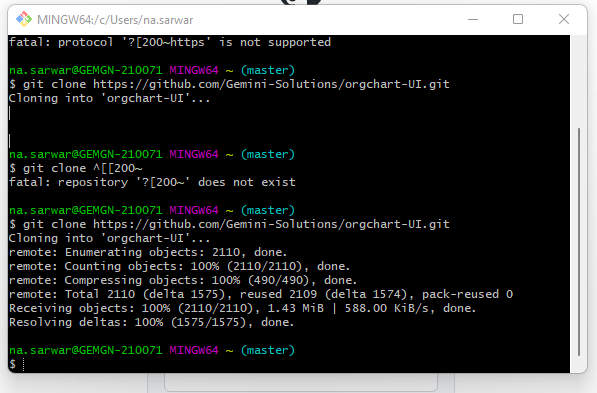 MINGW64:/c/Users/na.sarwar
fatal: protocol '?[200~https' is not supported
na.sarwar@GEMGN-210071 MINGW64 ~ (master)
$ git clone https://github.com/Gemini-Solutions/orgchart-UI.git
Cloning into 'orgchart-UI'...
na.sarwar@GEMGN-210071 MINGW64 ~ (master)
$ git clone ^[[200~
fatal: repository '?[200~' does not exist
na.sarwar@GEMGN-210071 MINGW64 ~ (master)
$ git clone https://github.com/Gemini-Solutions/orgchart-UI.git
Cloning into 'orgchart-UI'...
remote: Enumerating objects: 2110, done.
remote: Counting objects: 100% (2110/2110), done.
remote: Compressing objects: 100% (490/490), done.
remote: Total 2110 (delta 1575), reused 2109 (delta 1574), pack-reused 0
Receiving objects: 100% (2110/2110), 1.43 MiB | 588.00 KiB/s, done.
Resolving deltas: 100% (1575/1575), done.
na.sarwar@GEMGN-210071 MINGW64 ~ (master)
$